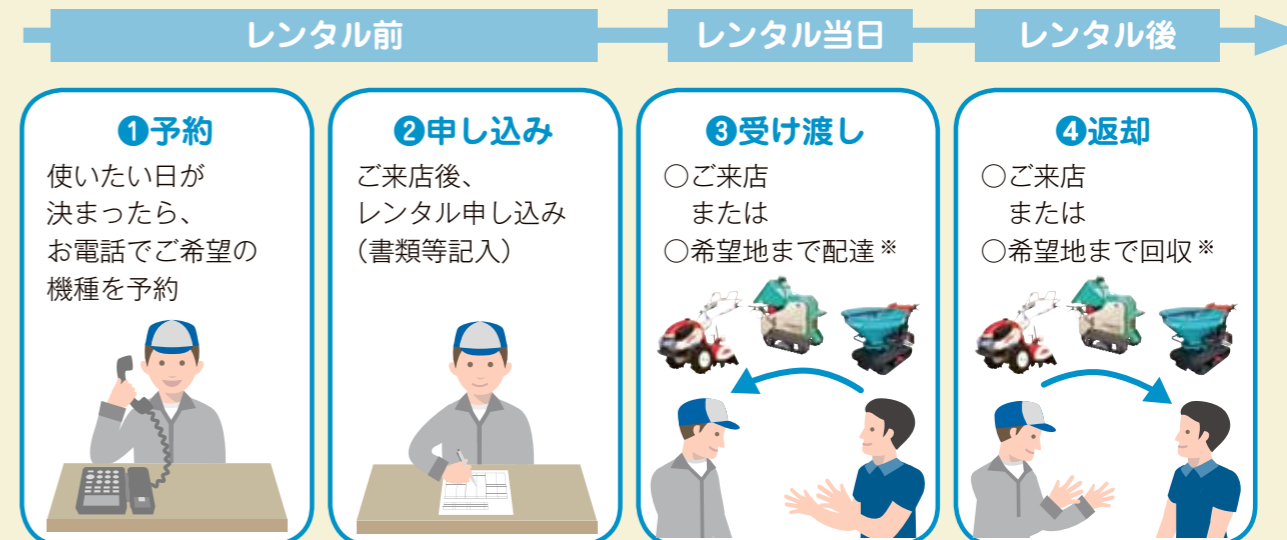 レンタル前
レンタル当日
レンタル後
❶予約
使いたい日が
決まったら、
お電話でご希望の
機種を予約
❷申し込み
ご来店後、
レンタル申し込み
（書類等記入）
❸受け渡し
○ご来店
または
○希望地まで配達※
❹返却
○ご来店
または
○希望地まで回収※